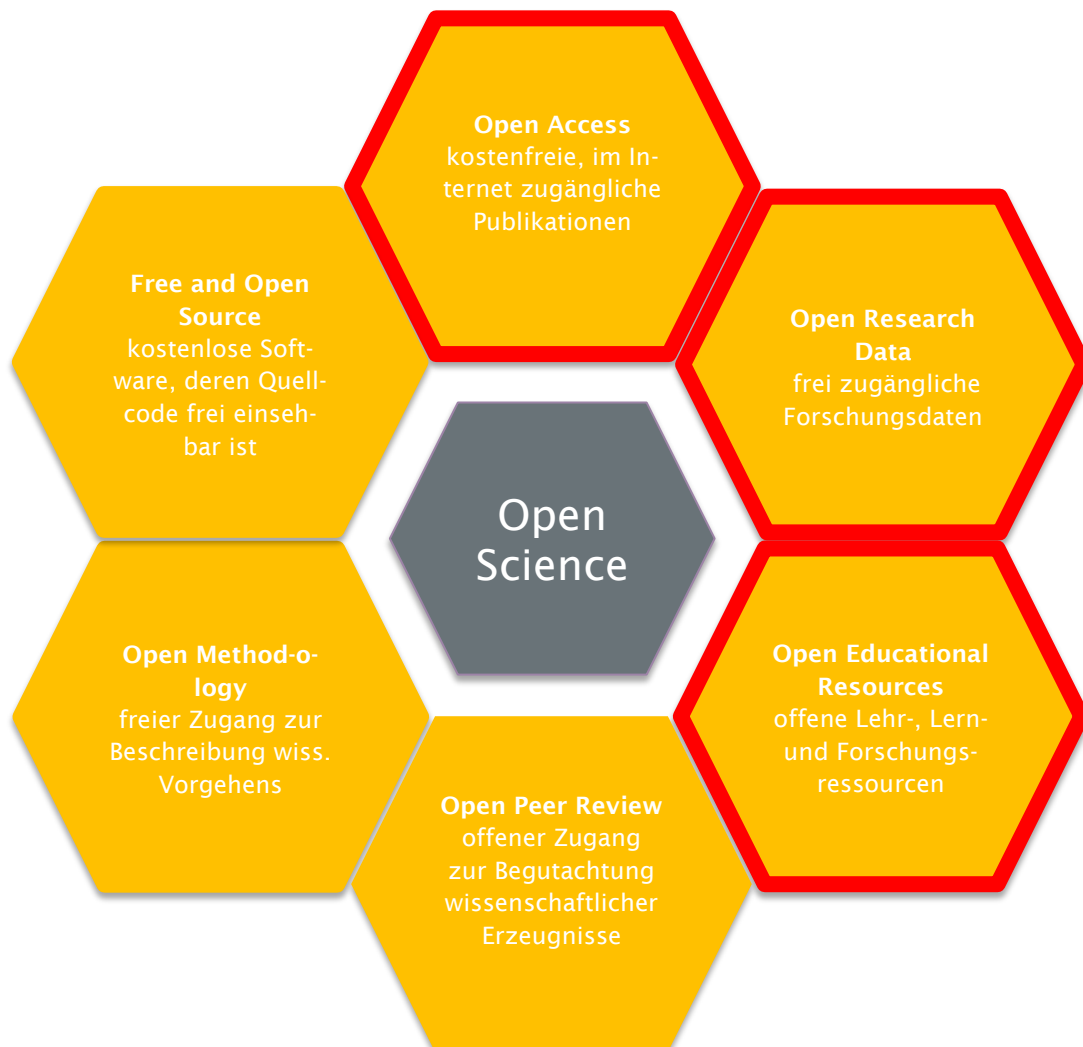 Open Access
kostenfreie, im In-
ternet zugängliche
Publikationen
Free and Open
Source
kostenlose Soft-
ware, deren Quell-
code frei einseh-
bar ist
Open Research
Data
frei zugängliche
Forschungsdaten
Open
Science
Open Method-o-
logy
freier Zugang zur
Beschreibung wiss.
Vorgehens
Open Educational
Resources
offene Lehr-, Lern-
und Forschungs-
ressourcen
Open Peer Review
offener Zugang
zur Begutachtung
wissenschaftlicher
Erzeugnisse